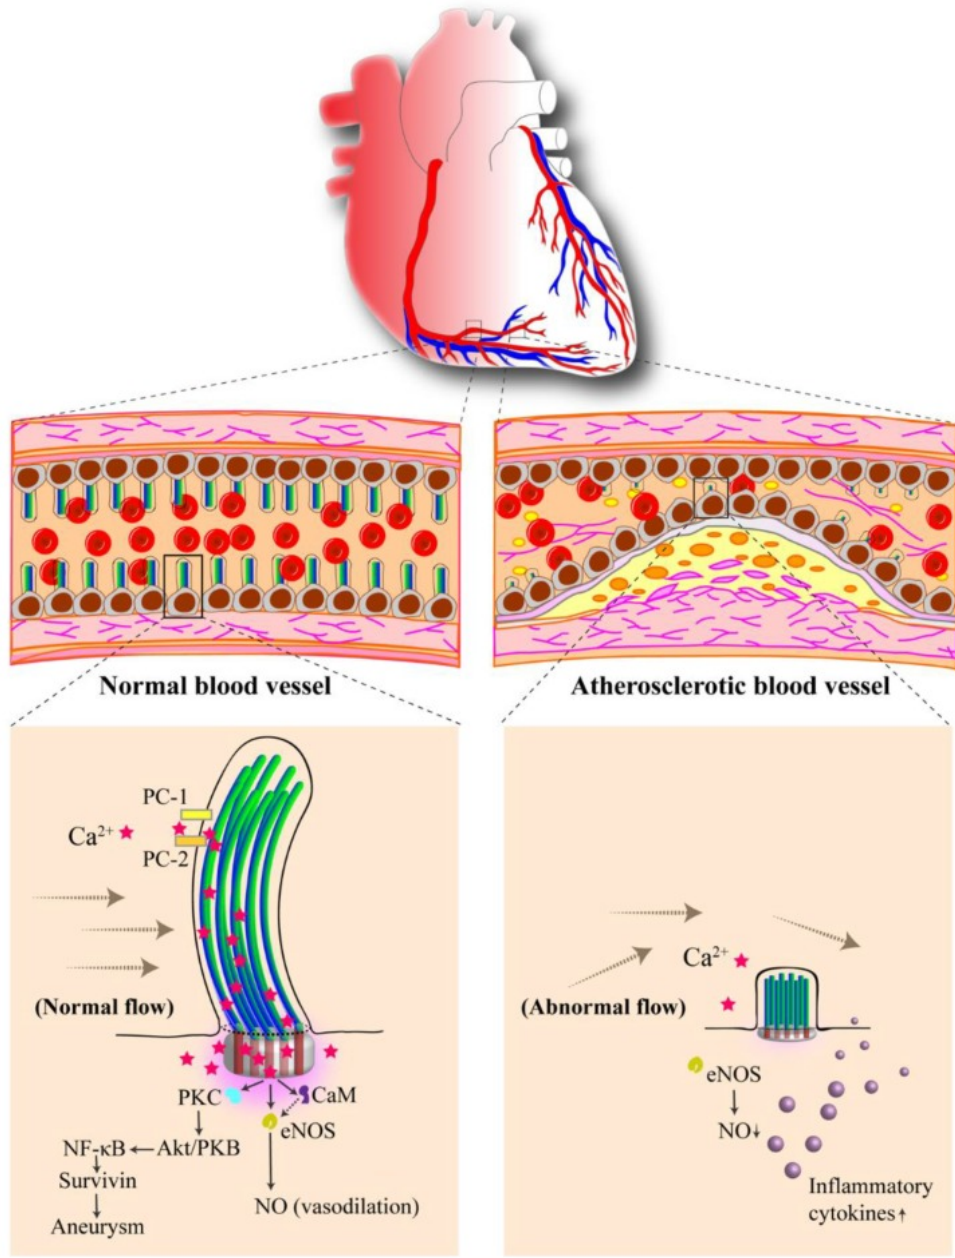 Normal blood vessel
Atherosclerotic blood vessel
PC-1
Ca2+
PC-2
(Normal flow)
PKC
CaM
eNOS
NF-κB
Akt/PKB
Survivin
NO (vasodilation)
Aneurysm
Ca2+
(Abnormal flow)
eNOS
NO↓
Inflammatory
cytokines↑